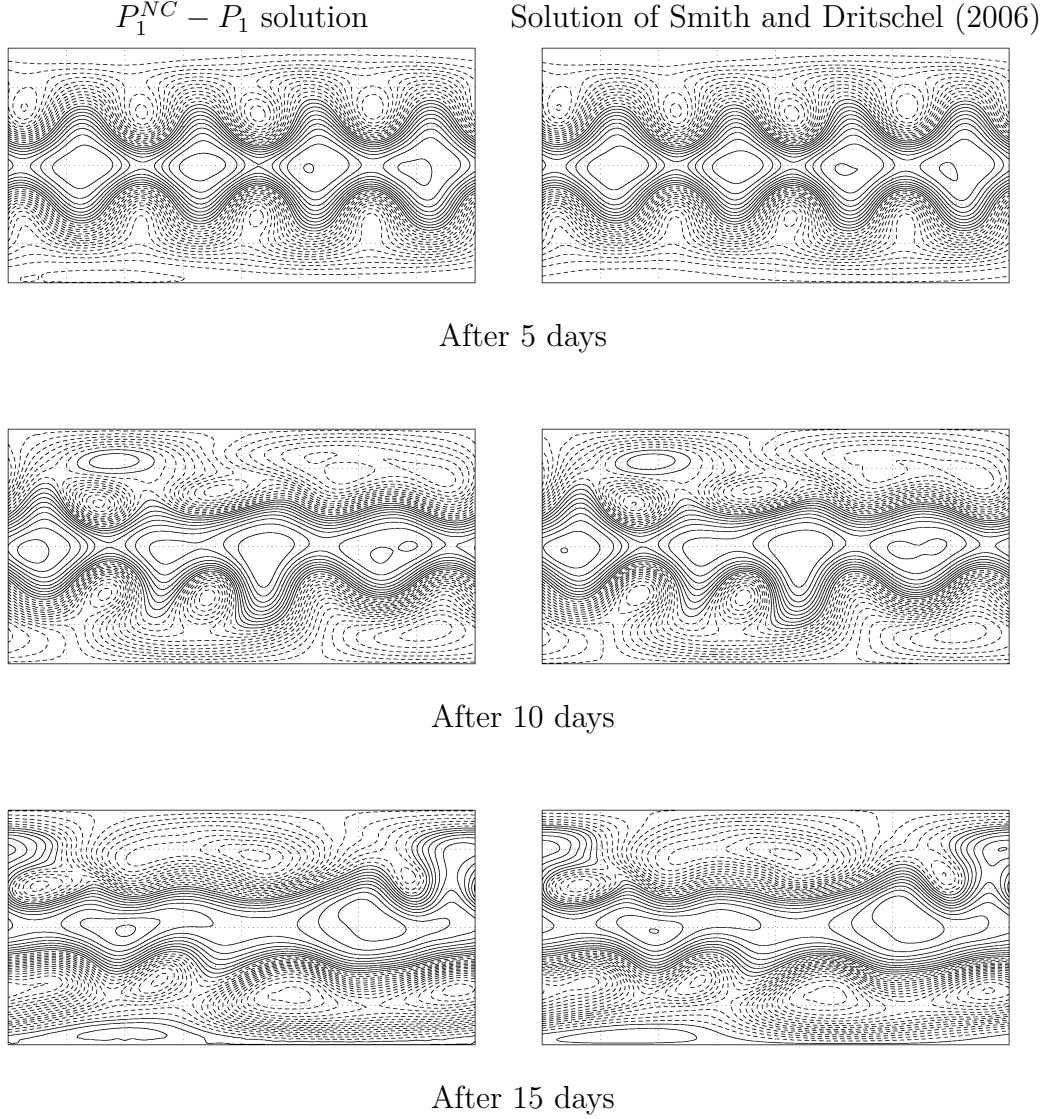 $P_1^{NC} - P_1$ solution
Solution of Smith and Dritschel (2006)
After 5 days
After 10 days
After 15 days